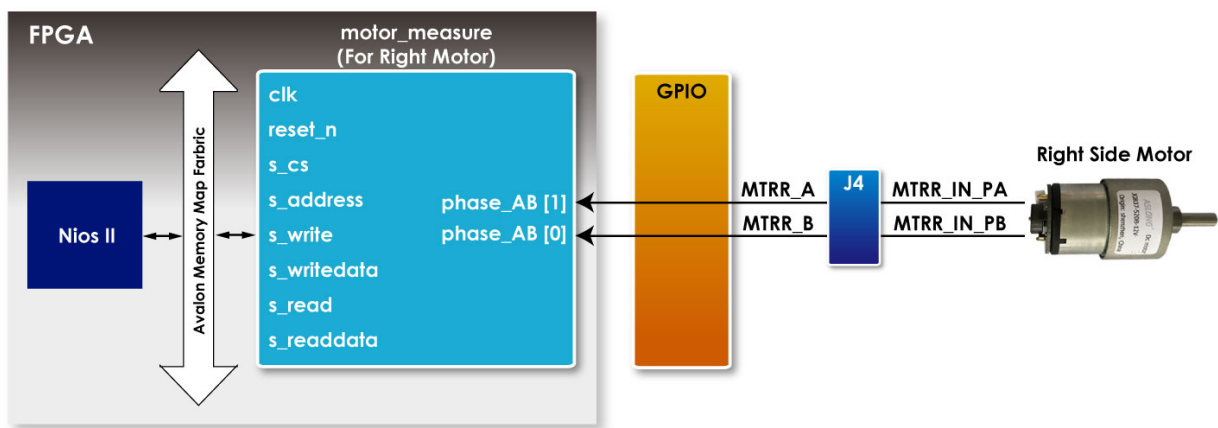 FPGA
motor_measure
(For Right Motor)
clk
reset_n
s_cs
s_address
s_write
s_writedata
s_read
s_readdata
phase_AB [1]
phase_AB [0]
Nios II
Avalon Memory Map Farbric
GPIO
MTRR_A
MTRR_B
J4
MTRR_IN_PA
MTRR_IN_PB
Right Side Motor
ASLONG